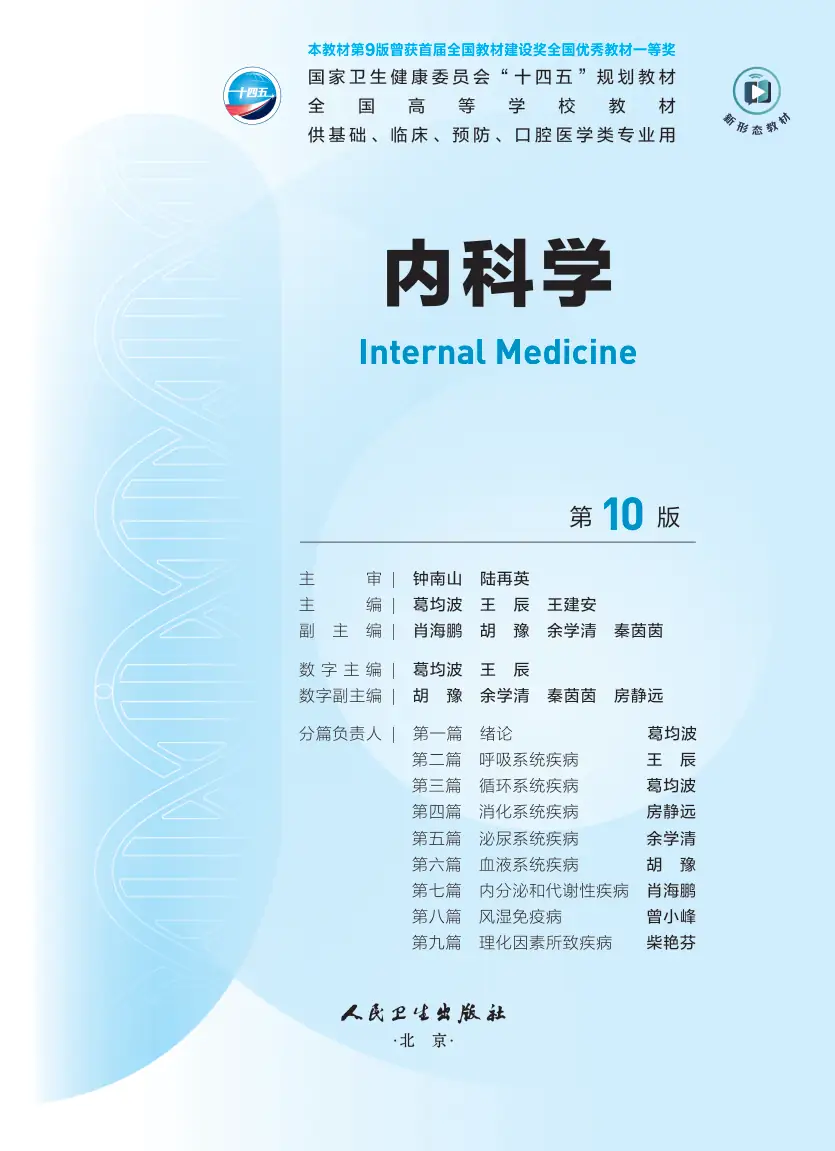 本教材第9版曾获首届全国教材建设奖全国优秀教材一等奖
国家卫生健康委员会“十四五”规划教材
全国高等学校教材
供基础、临床、预防、口腔医学类专业用
十四五
新形态教材
内科学
Internal Medicine
第10版
主审 | 钟南山 陆再英
主编 | 葛均波 王辰 王建安
副主编 | 肖海鹏 胡豫 余学清 秦茵茵
数字主编 | 葛均波 王辰
数字副主编 | 胡豫 余学清 秦茵茵 房静远
分篇负责人 | 第一篇 绪论 葛均波
第二篇 呼吸系统疾病 王辰
第三篇 循环系统疾病 葛均波
第四篇 消化系统疾病 房静远
第五篇 泌尿系统疾病 余学清
第六篇 血液系统疾病 胡豫
第七篇 内分泌和代谢性疾病 肖海鹏
第八篇 风湿免疫病 曾小峰
第九篇 理化因素所致疾病 柴艳芬
人民卫生出版社
·北京·